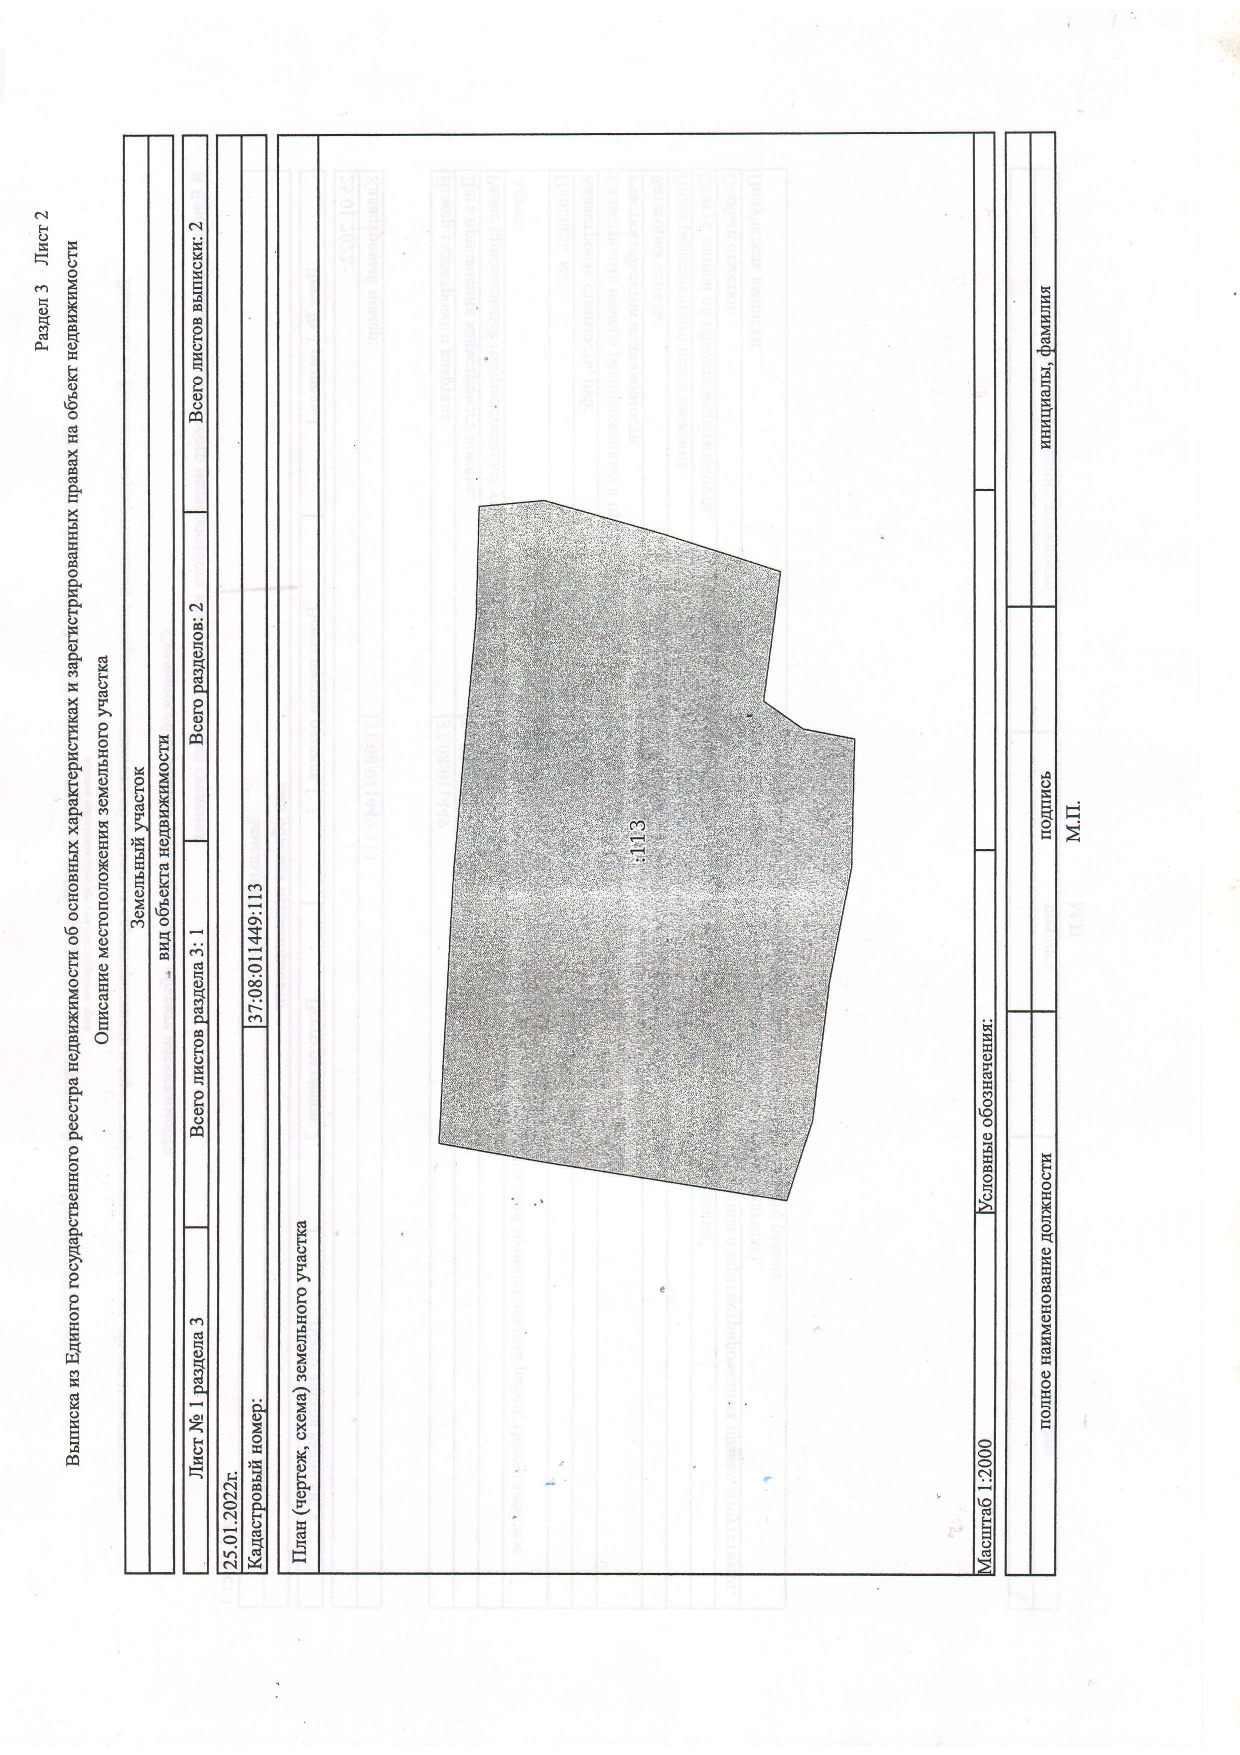 Раздел 3 Лист 2
Выписка из Единого государственного реестра недвижимости об основных характеристиках и зарегистрированных правах на объект недвижимости
Описание местоположения земельного участка
Земельный участок
вид объекта недвижимости
Лист № 1 раздела 3 Всего листов раздела 3: 1 Всего разделов: 2 Всего листов выписки: 2
25.01.2022г.
Кадастровый номер: 37:08:011449:113
План (чертеж, схема) земельного участка
:113
Масштаб 1:2000 Условные обозначения:
полное наименование должности подпись инициалы, фамилия
М.П.